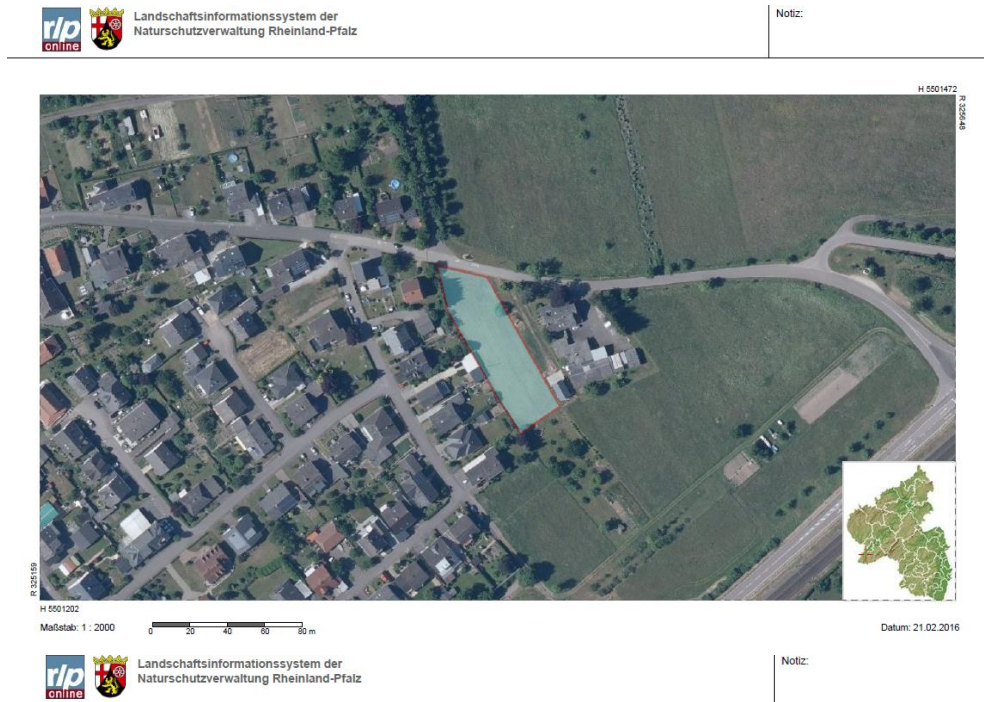 rlp
online
Landschaftsinformationssystem der
Naturschutzverwaltung Rheinland-Pfalz
Notiz:
H 5501472
R 325648
R 325159
H 5501202
Maßstab: 1 : 2000
0 20 40 60 80 m
Datum: 21.02.2016
rlp
online
Landschaftsinformationssystem der
Naturschutzverwaltung Rheinland-Pfalz
Notiz: